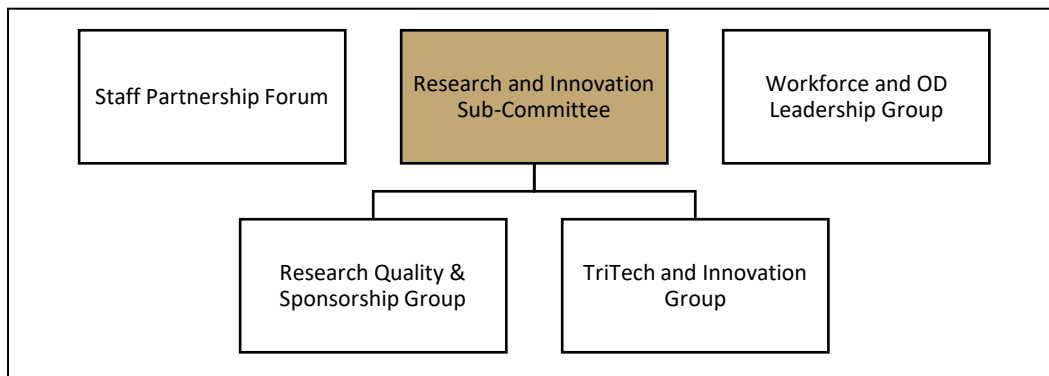 Staff Partnership Forum
Research and Innovation
Sub-Committee
Workforce and OD
Leadership Group
Research Quality &
Sponsorship Group
TriTech and Innovation
Group